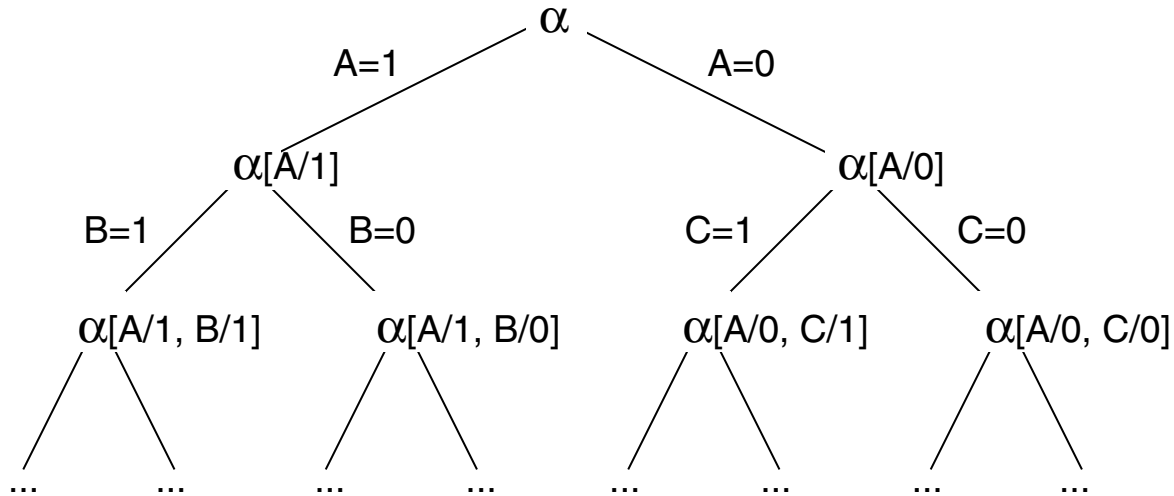 α
A=1 A=0
α[A/1] α[A/0]
B=1 B=0 C=1 C=0
α[A/1, B/1] α[A/1, B/0] α[A/0, C/1] α[A/0, C/0]
... ... ... ... ... ... ... ...